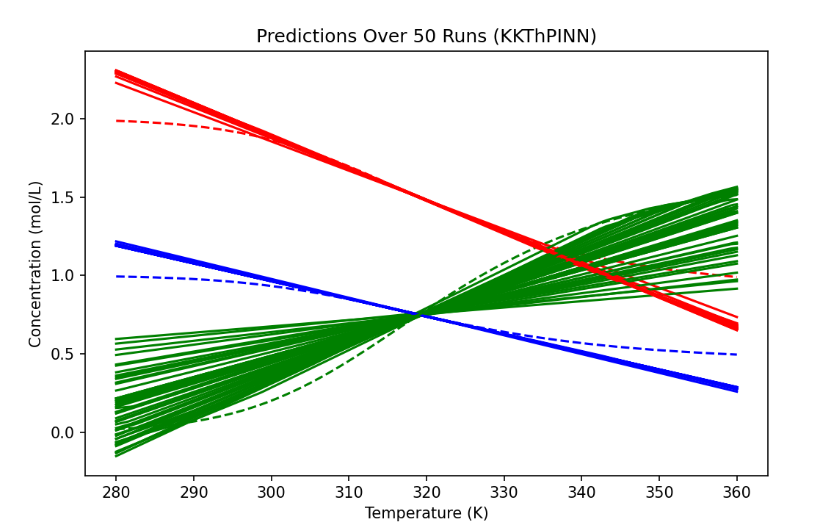 Predictions Over 50 Runs (KKThPINN)
Concentration (mol/L)
2.0
1.5
1.0
0.5
0.0
280 290 300 310 320 330 340 350 360
Temperature (K)